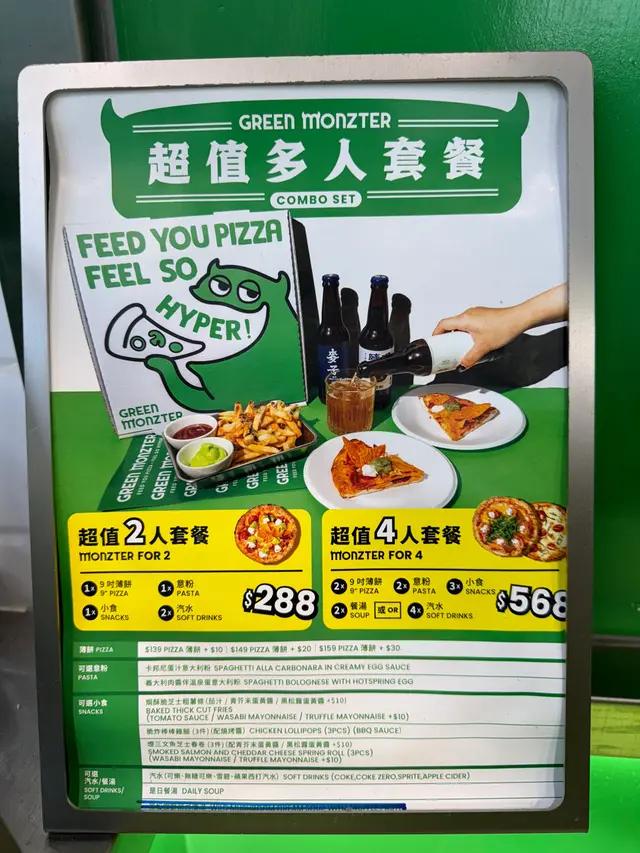 GREEN MONZTER
超值多人套餐
COMBO SET
FEED YOU PIZZA
FEEL SO
HYPER!
GREEN
MONZTER
麥子
GREEN MONZTER
超值2人套餐
MONZTER FOR 2
1x 9吋薄餅 9" PIZZA
1x 意粉 PASTA
1x 小食 SNACKS
2x 汽水 SOFT DRINKS
$288
超值4人套餐
MONZTER FOR 4
2x 9吋薄餅 9" PIZZA
2x 意粉 PASTA
3x 小食 SNACKS
2x 餐湯 SOUP 或 OR 4x 汽水 SOFT DRINKS
$568
薄餅 PIZZA
$139 PIZZA 薄餅 + $10 | $149 PIZZA 薄餅 + $20 | $159 PIZZA 薄餅 + $30
可選意粉
PASTA
卡邦尼蛋汁意大利粉 SPAGHETTI ALLA CARBONARA IN CREAMY EGG SAUCE
義大利肉醬伴溫泉蛋意大利粉 SPAGHETTI BOLOGNESE WITH HOTSPRING EGG
可選小食
SNACKS
焗酥脆芝士粗薯條 (茄汁 / 青芥末蛋黃醬 / 黑松露蛋黃醬 +$10)
BAKED THICK CUT FRIES
(TOMATO SAUCE / WASABI MAYONNAISE / TRUFFLE MAYONNAISE +$10)
脆炸棒棒雞腿 (3件) (配燒烤醬) CHICKEN LOLLIPOPS (3PCS) (BBQ SAUCE)
煙三文魚芝士春卷 (3件) (配青芥末蛋黃醬 / 黑松露蛋黃醬 +$10)
SMOKED SALMON AND CHEDDAR CHEESE SPRING ROLL (3PCS)
(WASABI MAYONNAISE / TRUFFLE MAYONNAISE +$10)
可選
汽水/餐湯
SOFT DRINKS/
SOUP
汽水 (可樂、無糖可樂、雪碧、蘋果西打汽水) SOFT DRINKS (COKE,COKE ZERO,SPRITE,APPLE CIDER)
是日餐湯 DAILY SOUP